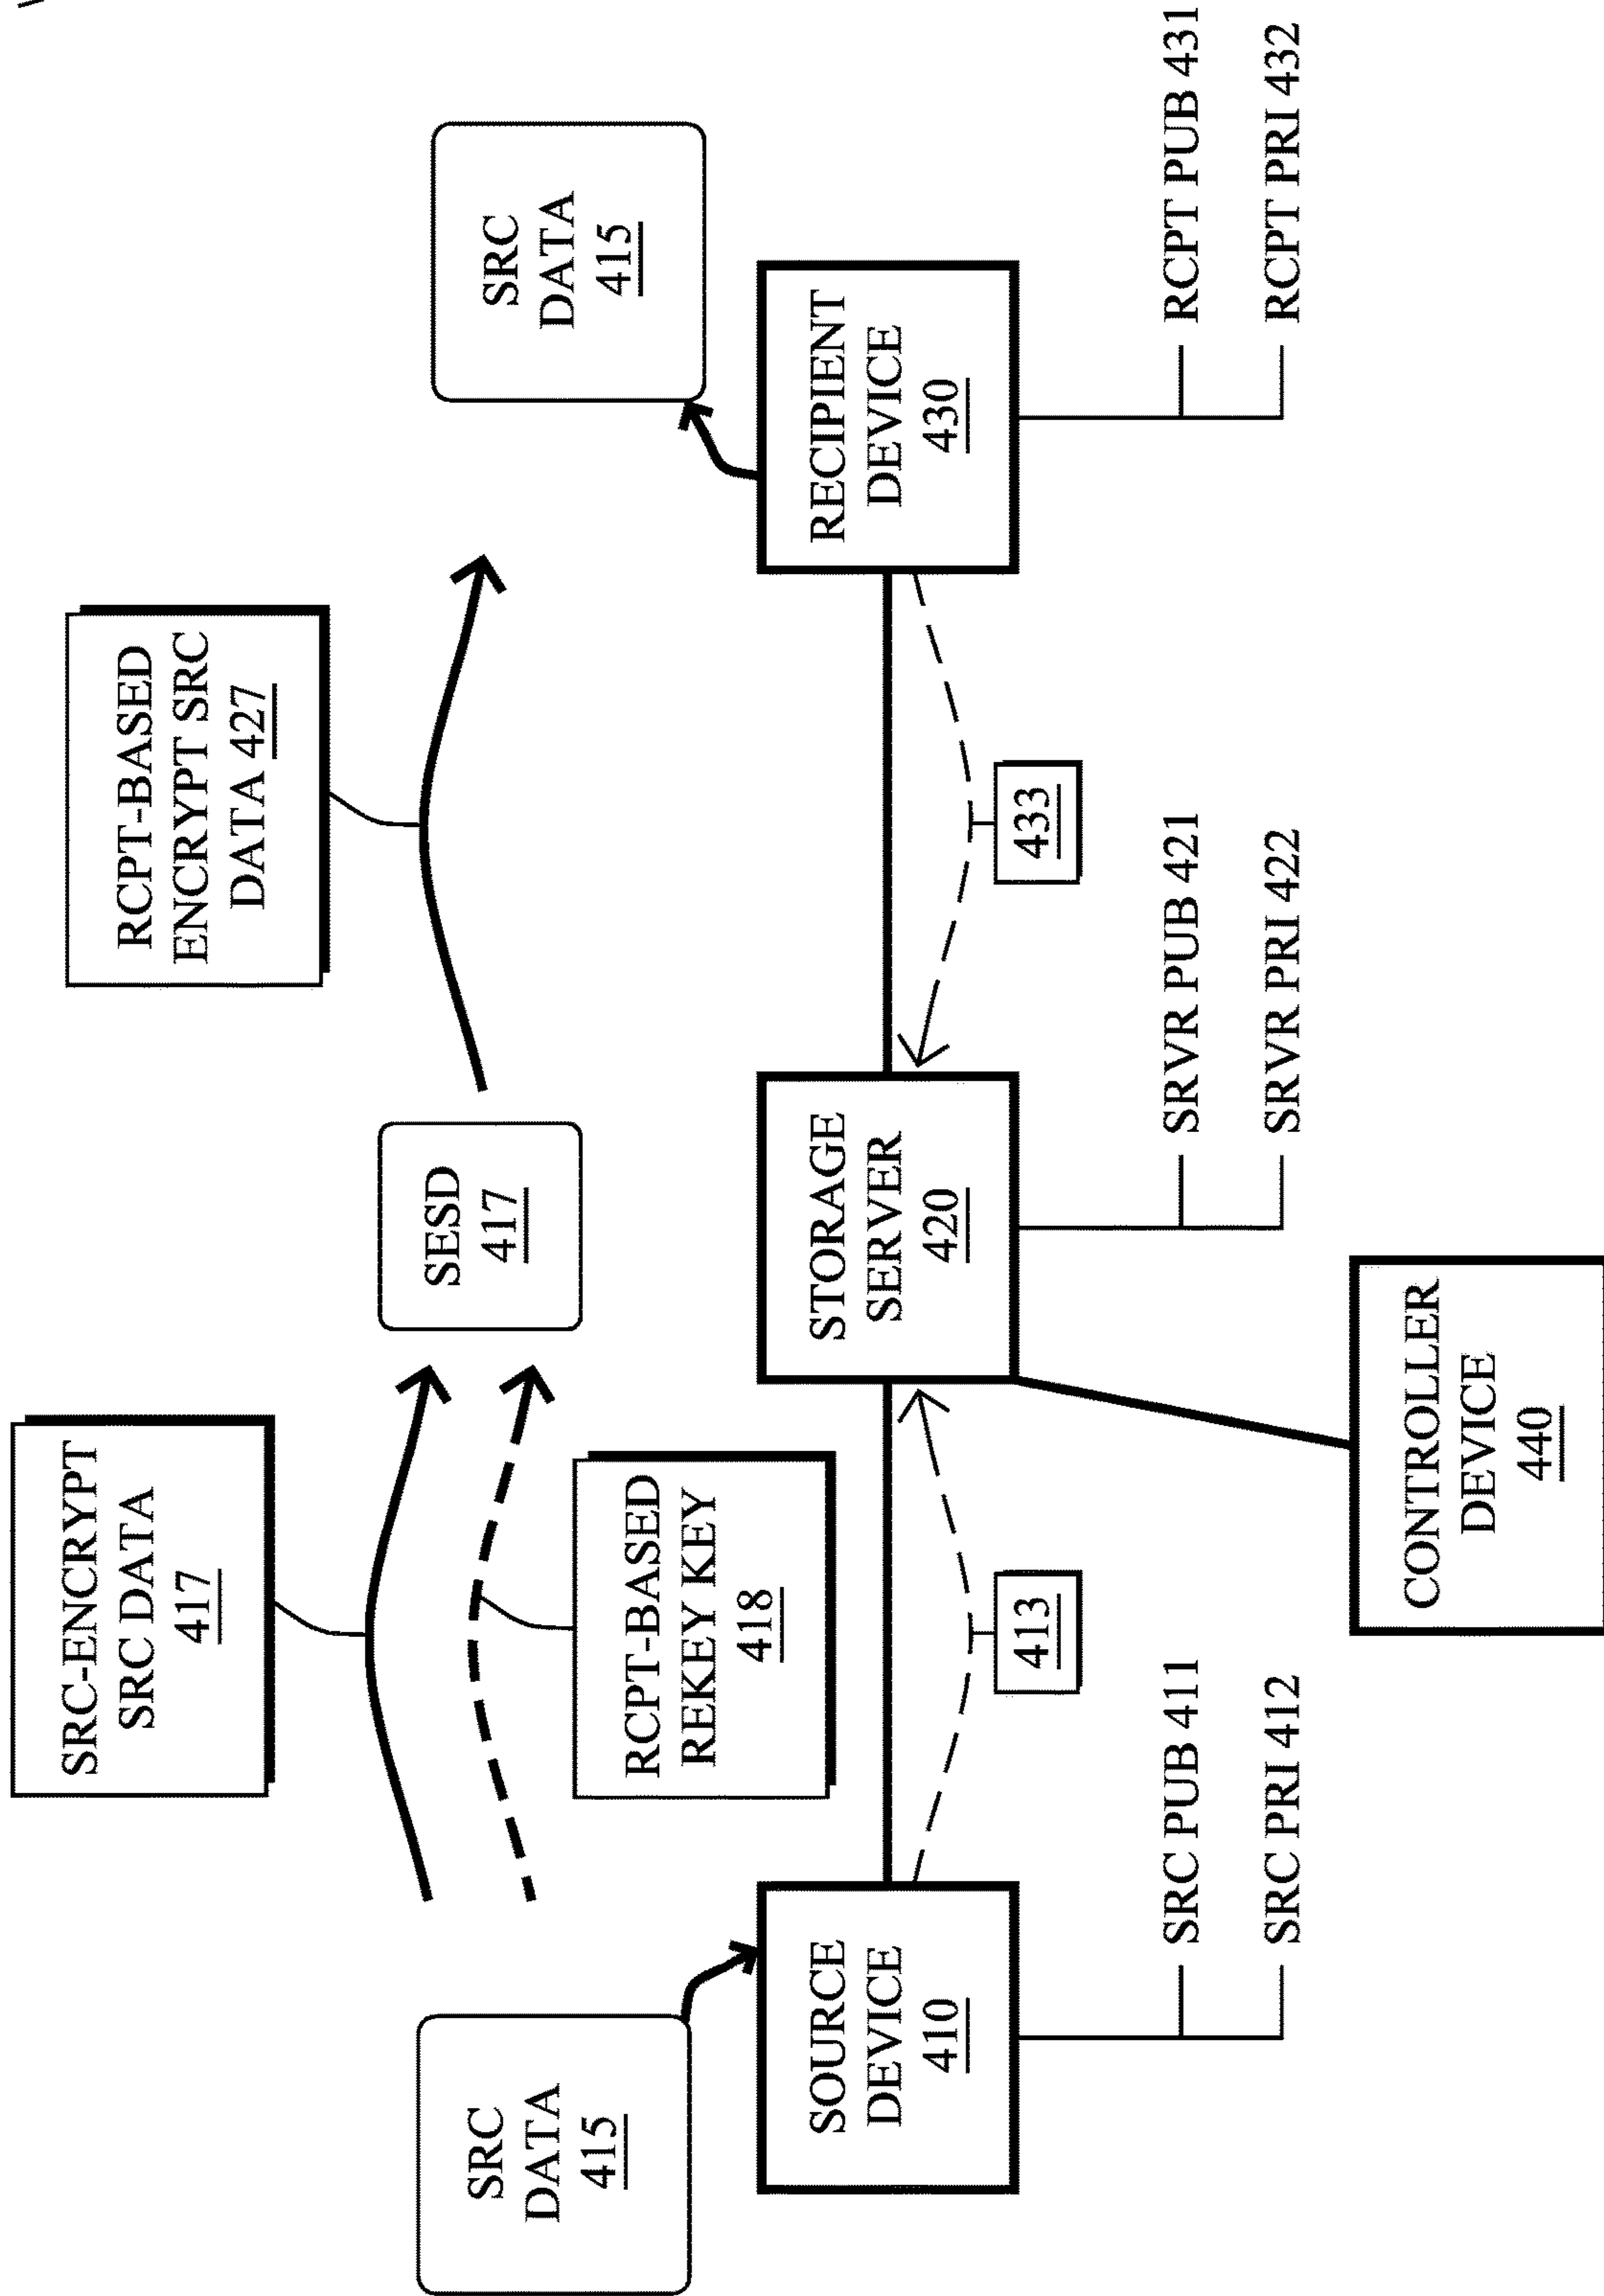 SRC-ENCRYPT
SRC DATA
417
RCPT-BASED
ENCRYPT SRC
DATA 427
SRC
DATA
415
SESD
417
SRC
DATA
415
RCPT-BASED
REKEY KEY
418
SOURCE
DEVICE
410
STORAGE
SERVER
420
RECIPIENT
DEVICE
430
413
433
SRC PUB 411
SRC PRI 412
SRVR PUB 421
SRVR PRI 422
RCPT PUB 431
RCPT PRI 432
CONTROLLER
DEVICE
440